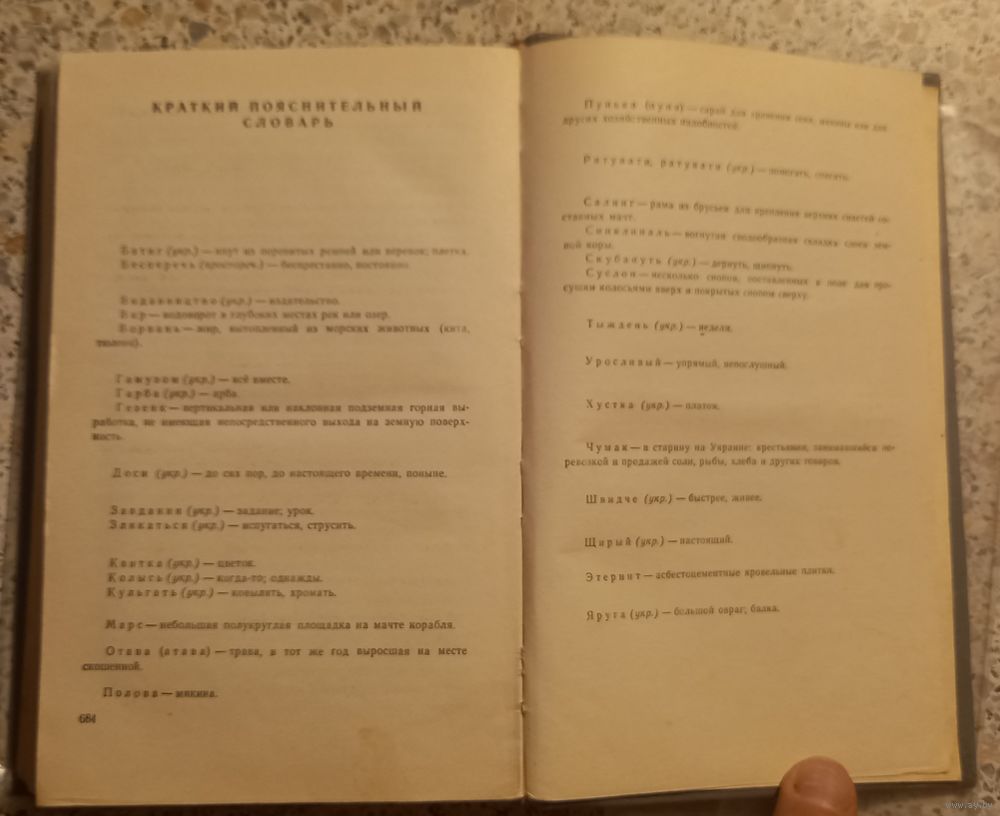 КРАТКИЙ ПОЯСНИТЕЛЬНЫЙ
СЛОВАРЬ
Батиг (укр.) — кнут из перевитых ремней или веревок; плетка.
Бесперечь (простореч.) — беспрестанно, постоянно.
Видавництво (укр.) — издательство.
Вир — водоворот в глубоких местах рек или озер.
Ворвань — жир, вытопленный из морских животных (кита,
тюленя).
Гамузом (укр.) — всё вместе.
Гарба (укр.) — арба.
Гезенк — вертикальная или наклонная подземная горная вы-
работка, не имеющая непосредственного выхода на земную поверх-
ность.
Доси (укр.) — до сих пор, до настоящего времени, поныне.
Завдання (укр.) — задание; урок.
Злякаться (укр.) — испугаться, струсить.
Квитка (укр.) — цветок.
Колысь (укр.) — когда-то; однажды.
Культать (укр.) — ковылять, хромать.
Марс — небольшая полукруглая площадка на мачте корабля.
Отава (атава) — трава, в тот же год выросшая на месте
скошенной.
Полова — мякина.
684
Пунька (пуня) — сарай для хранения сена, мякины или для
других хозяйственных надобностей.
Ратувати, ратувати (укр.) — помогать, спасать.
Салинг — рама из брусьев для крепления верхних снастей со-
ставных мачт.
Синклиналь — вогнутая сводообразная складка слоев зем-
ной коры.
Скубануть (укр.) — дернуть, щипнуть.
Суслон — несколько снопов, поставленных в поле для про-
сушки колосьями вверх и покрытых снопом сверху.
Тыждень (укр.) — неделя.
Уросливый — упрямый, непослушный.
Хустка (укр.) — платок.
Чумак — в старину на Украине: крестьянин, занимавшийся пе-
ревозкой и продажей соли, рыбы, хлеба и других товаров.
Швидче (укр.) — быстрее, живее.
Щирый (укр.) — настоящий.
Этернит — асбестоцементные кровельные плитки.
Яруга (укр.) — большой овраг; балка.
www.ay.by